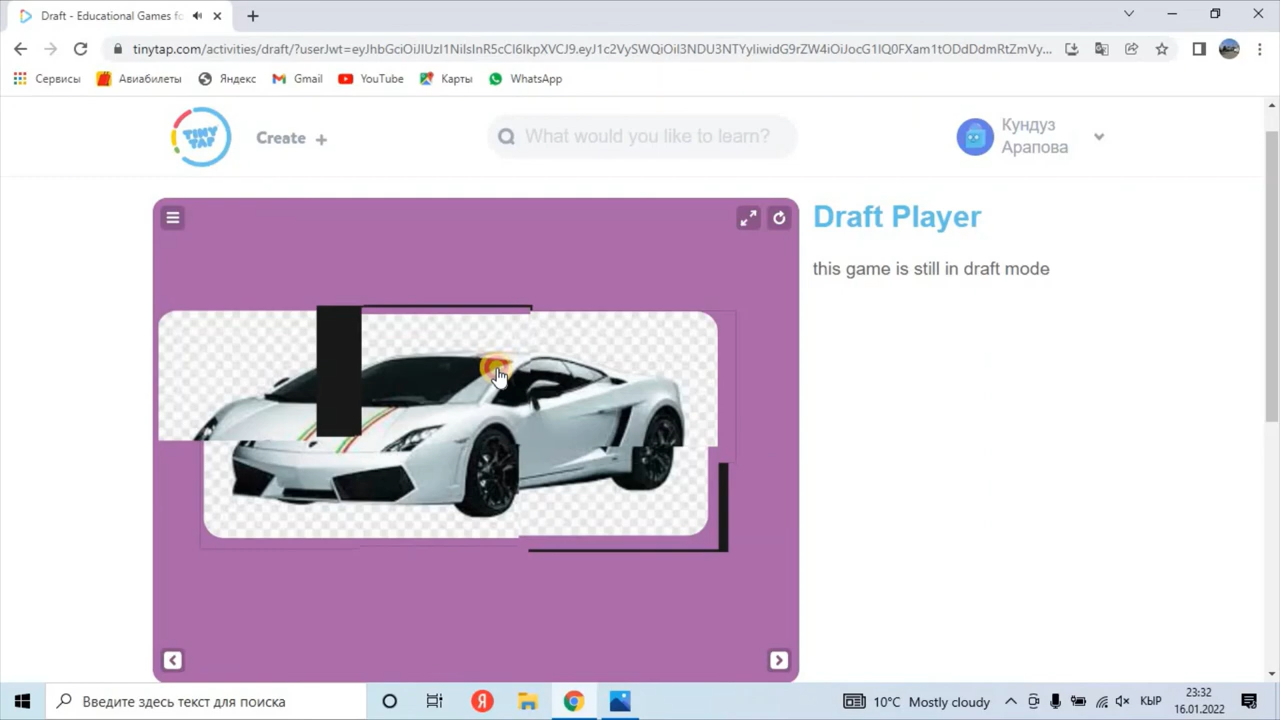 Draft - Educational Games fo
tinytap.com/activities/draft/?userJwt=eyJhbGciOiJIUzI1NiIsInR5cCI6IkpXVCJ9.eyJ1c2VySWQiOiI3NDU3NTYyIiwidG9rZW4iOiJocG1IQ0FXam1tODdDdmRtRtZmVy...
Сервисы Авиабилеты Яндекс Gmail YouTube Карты WhatsApp
TINY TAP
Create +
What would you like to learn?
Кундуз
Арапова
Draft Player
this game is still in draft mode
Введите здесь текст для поиска
10°C Mostly cloudy
КЫР
23:32
16.01.2022